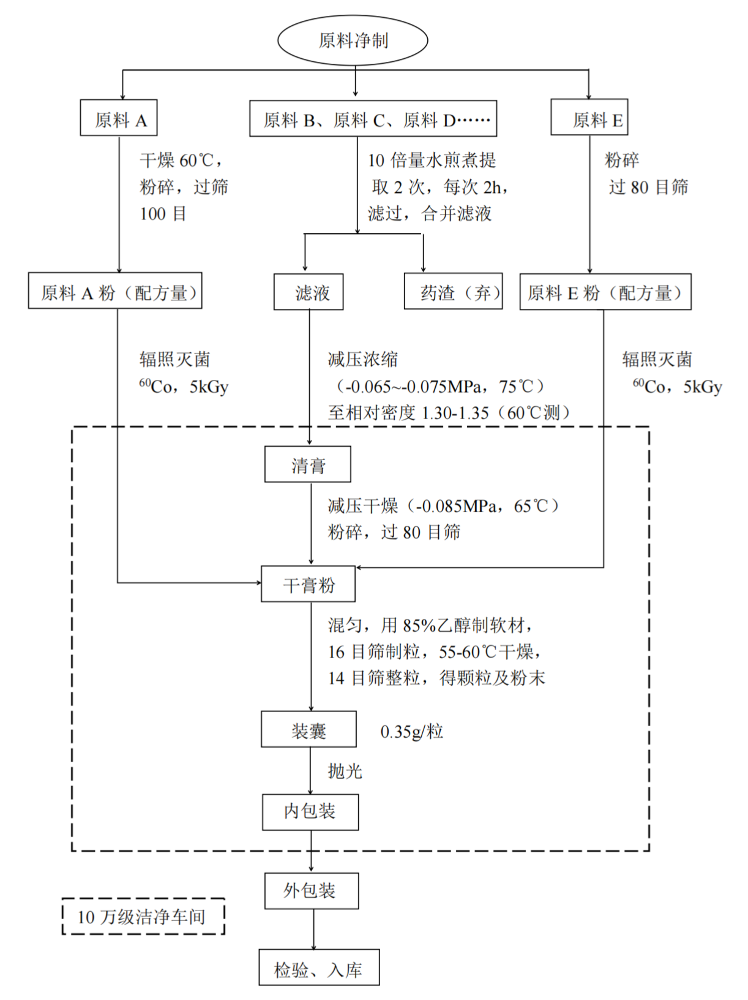 原料净制
原料 A
原料 B、原料 C、原料 D……
原料 E
干燥 60℃，
粉碎，过筛
100 目
10 倍量水煎煮提
取 2 次，每次 2h，
滤过，合并滤液
粉碎
过 80 目筛
原料 A 粉（配方量）
滤液
药渣（弃）
原料 E 粉（配方量）
辐照灭菌
⁶⁰Co，5kGy
减压浓缩
（-0.065~-0.075MPa，75℃）
至相对密度 1.30-1.35（60℃测）
辐照灭菌
⁶⁰Co，5kGy
清膏
减压干燥（-0.085MPa，65℃）
粉碎，过 80 目筛
干膏粉
混匀，用 85%乙醇制软材，
16 目筛制粒，55-60℃干燥，
14 目筛整粒，得颗粒及粉末
装囊
0.35g/粒
抛光
内包装
外包装
10 万级洁净车间
检验、入库